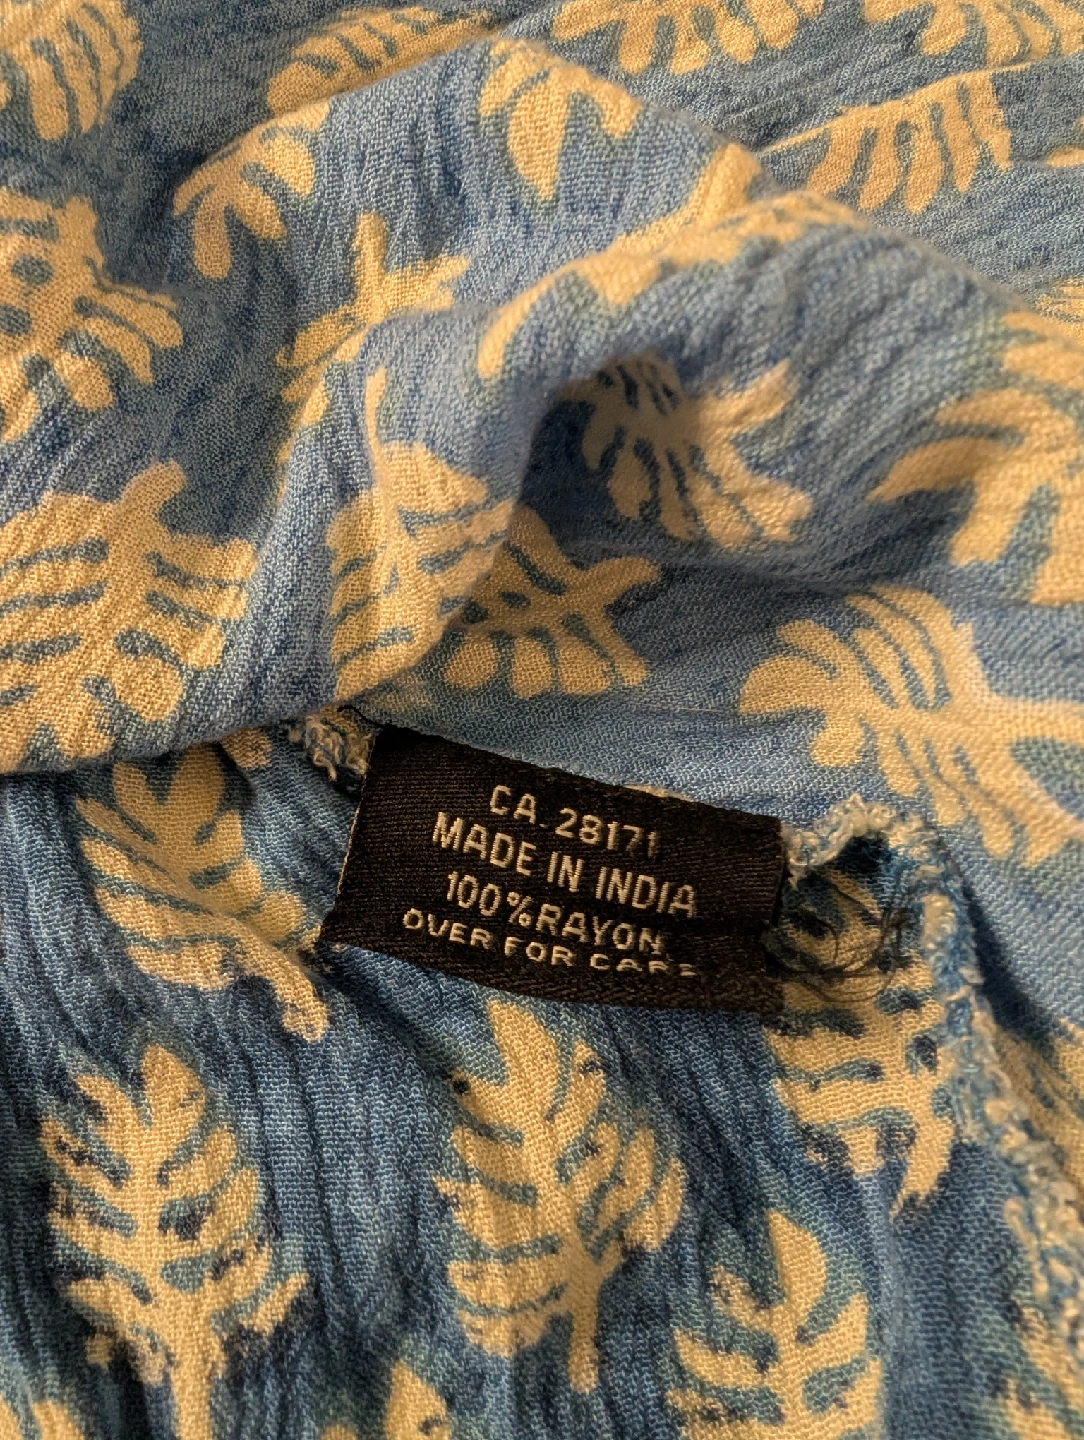 CA.28171
MADE IN INDIA
100%RAYON
OVER FOR CARE